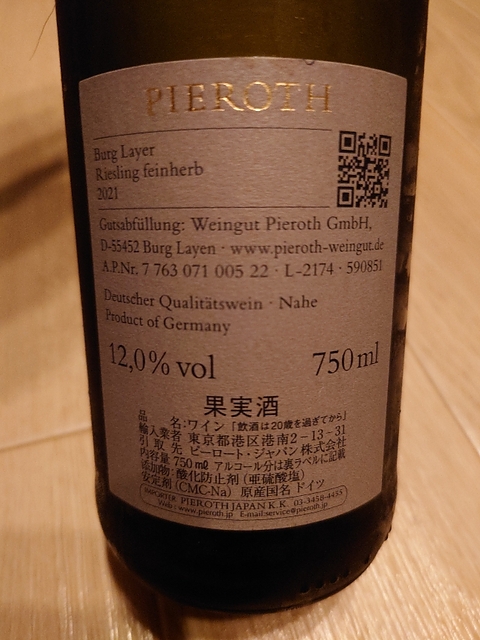 PIEROTH
Burg Layer
Riesling feinherb
2021
Gutsabfüllung: Weingut Pieroth GmbH,
D-55452 Burg Layen · www.pieroth-weingut.de
A.P.Nr. 7 763 071 005 22 · L-2174 · 590851
Deutscher Qualitätswein · Nahe
Product of Germany
12,0% vol
750ml
果実酒
品　　名:ワイン「飲酒は20歳を過ぎてから」
輸入業者 東京都港区港南2-13-31
引 取 先 ピーロート・ジャパン株式会社
内容量 750㎖ アルコール分は裏ラベルに記載
添加物:酸化防止剤(亜硫酸塩)
安定剤(CMC-Na) 原産国名 ドイツ
IMPORTER PIEROTH JAPAN K.K. 03-3458-4455
Web : www.pieroth.jp E-mail:service@pieroth.jp